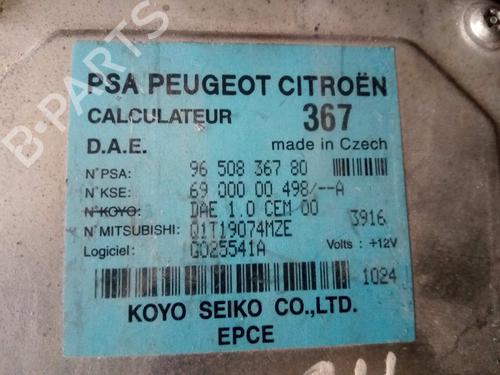 PSA PEUGEOT CITROËN
CALCULATEUR 367
D.A.E. made in Czech
N°PSA: 96 508 367 80
N°KSE: 69 000 00 498/--A
N°KOYO: DAE 1.0 CEM 00 3916
N°MITSUBISHI: Q1T19074MZE
Logiciel: G025541A Volts: +12V
1024
KOYO SEIKO CO.,LTD.
EPCE
B-PARTS